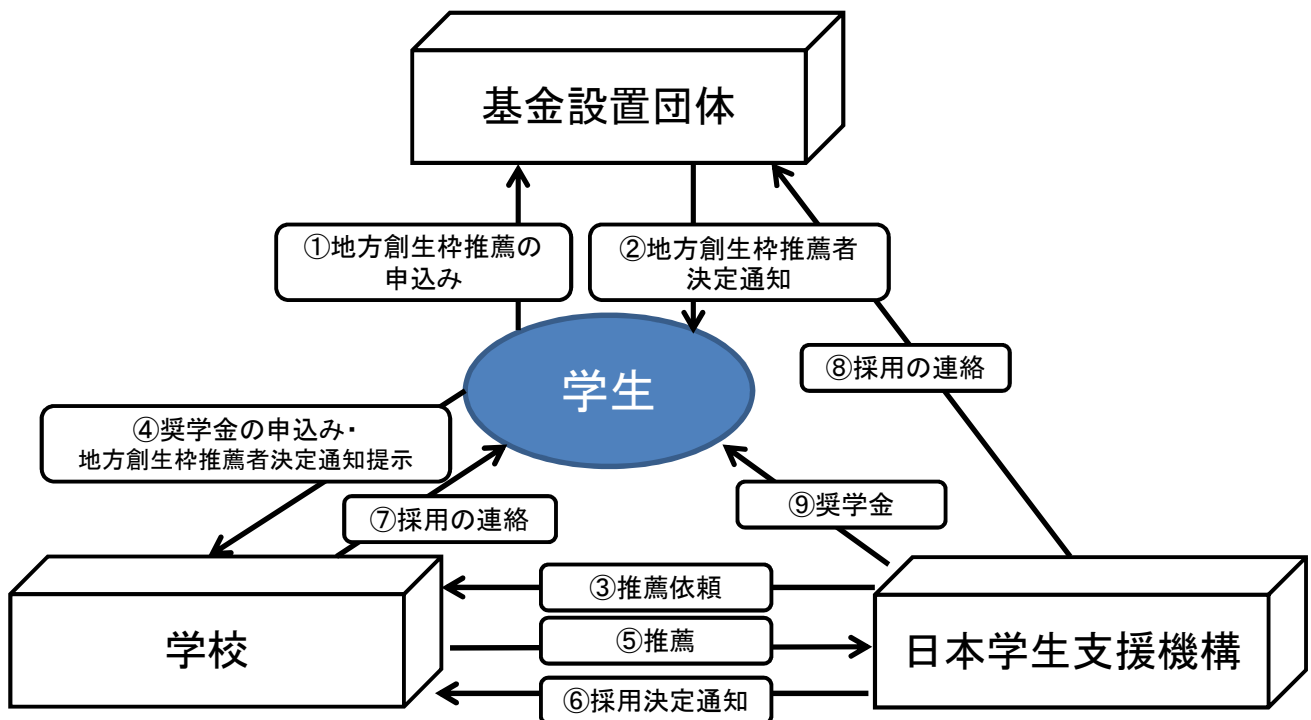 基金設置団体
①地方創生枠推薦の
申込み
②地方創生枠推薦者
決定通知
学生
⑧採用の連絡
④奨学金の申込み・
地方創生枠推薦者決定通知提示
⑦採用の連絡
⑨奨学金
③推薦依頼
学校
⑤推薦
日本学生支援機構
⑥採用決定通知